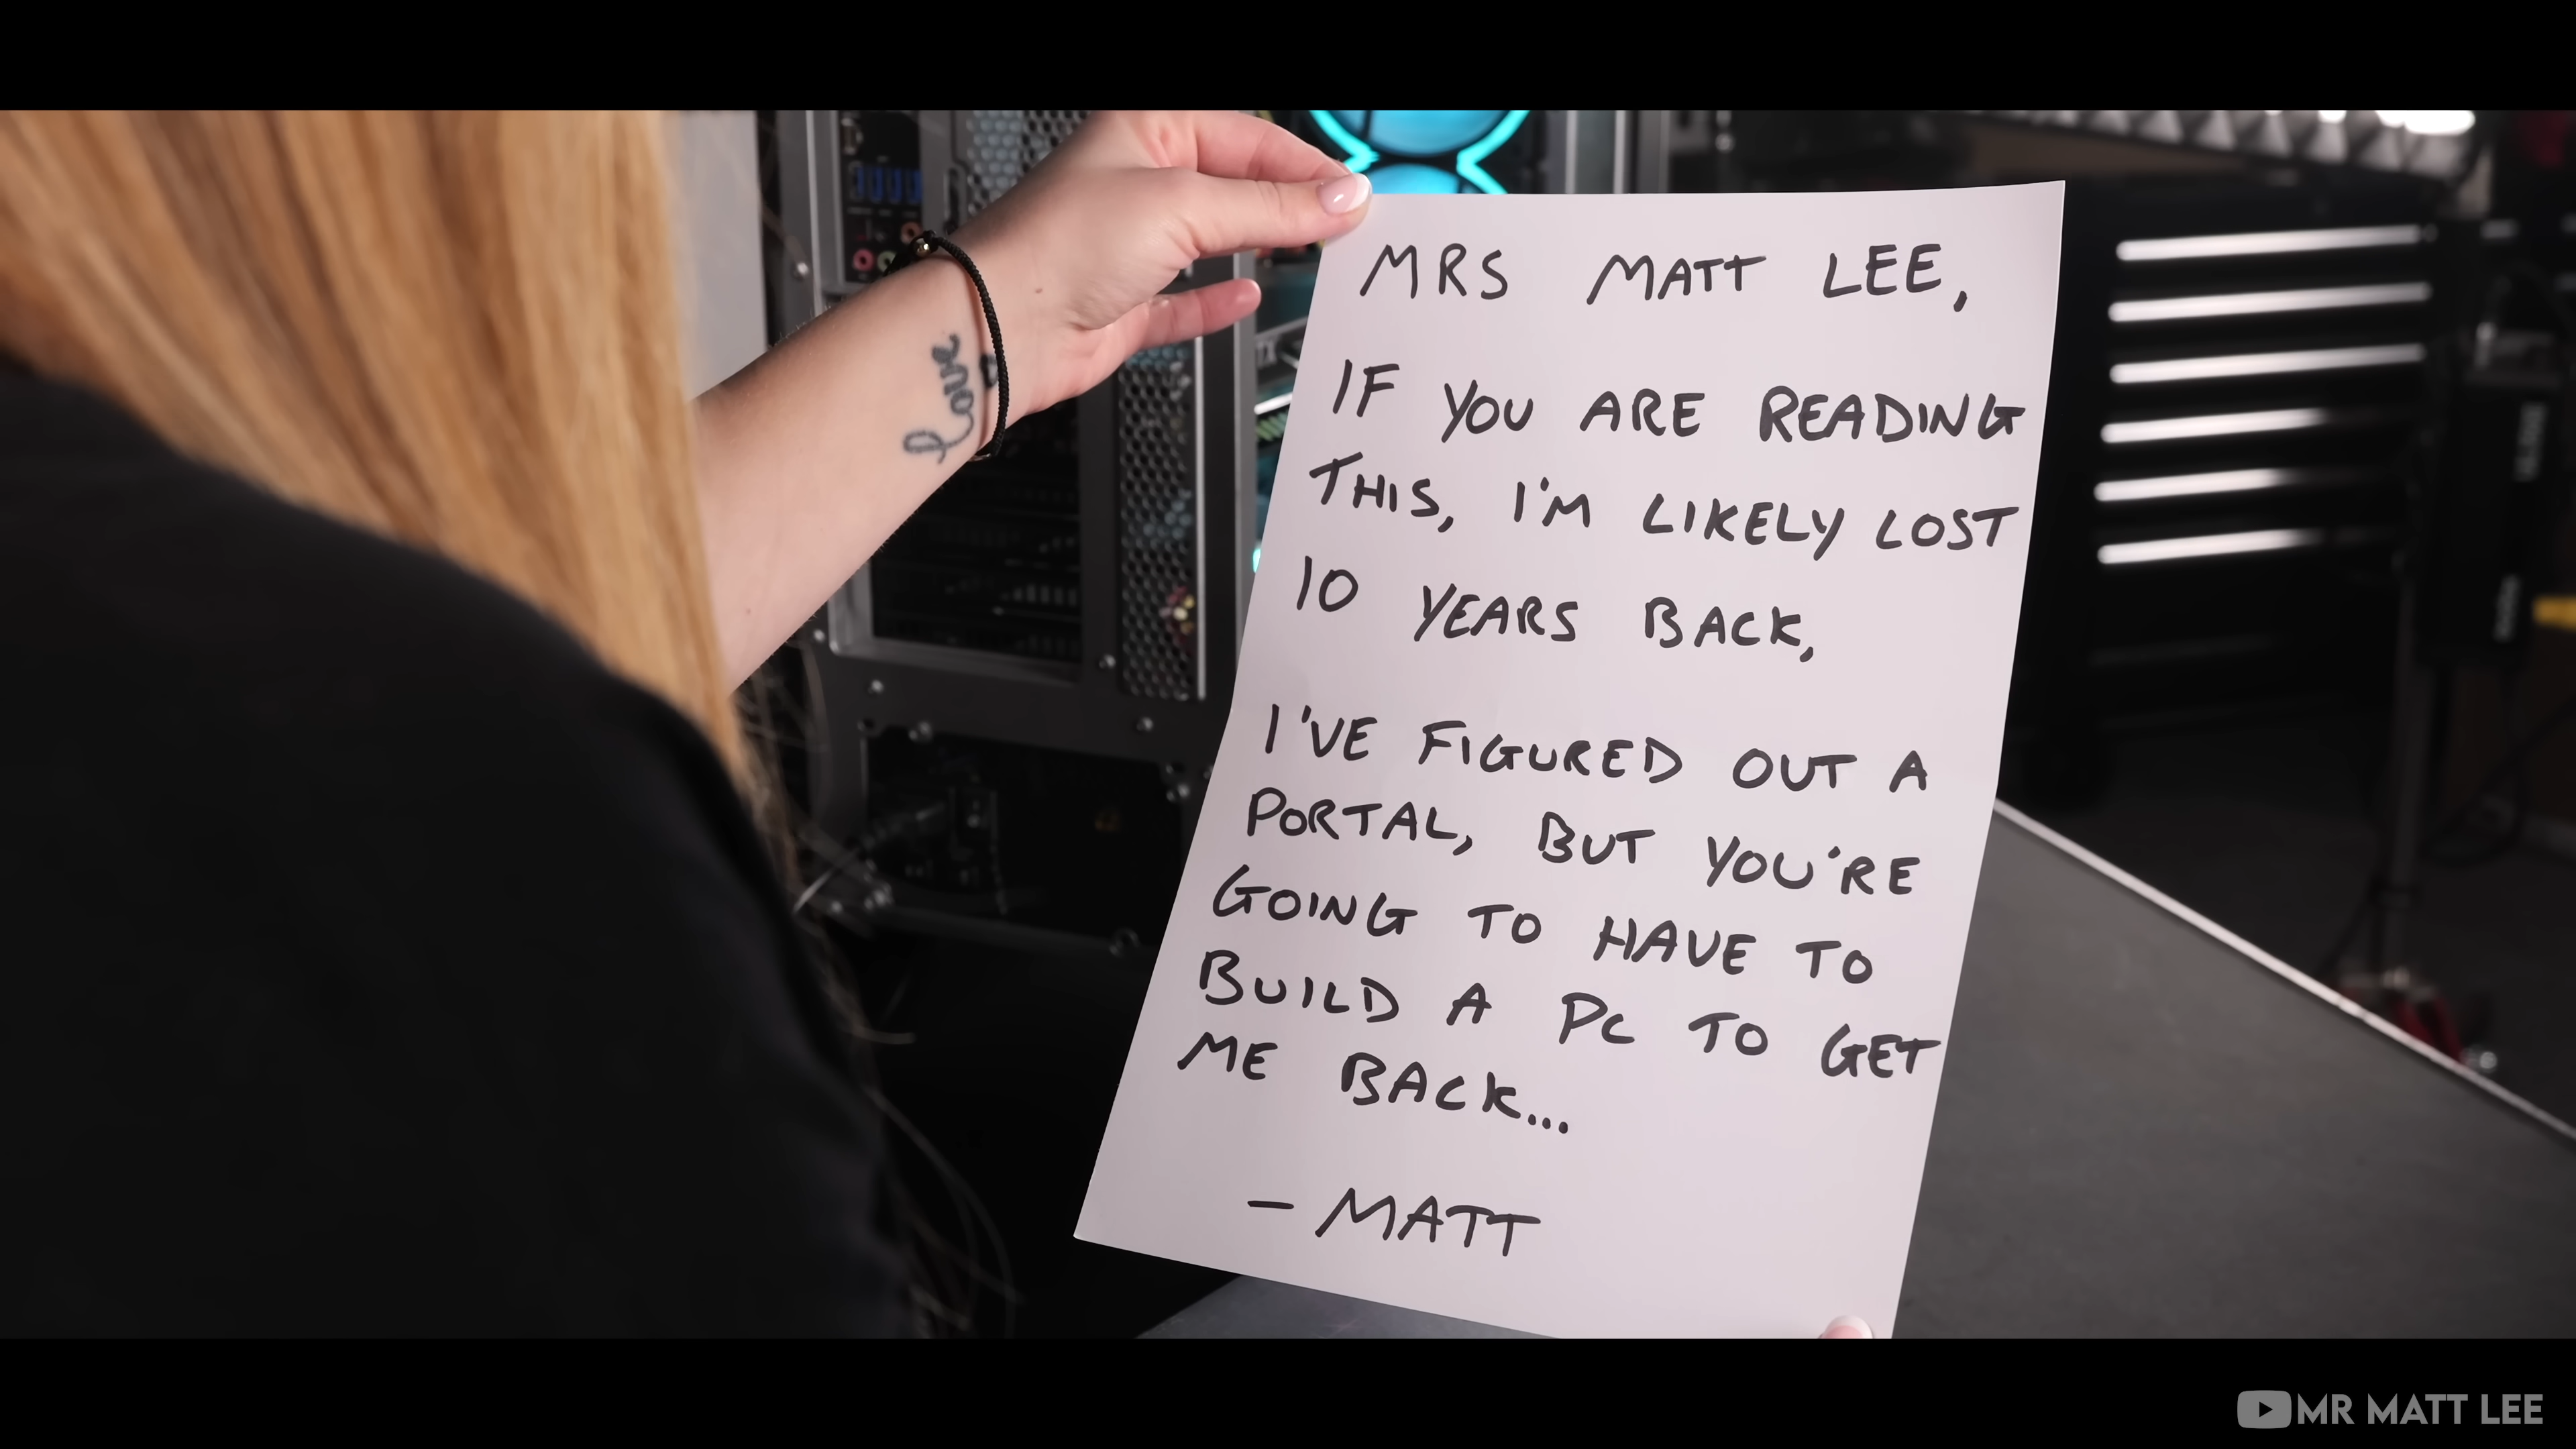 MRS MATT LEE,
IF YOU ARE READING
THIS, I'M LIKELY LOST
10 YEARS BACK,
I'VE FIGURED OUT A
PORTAL, BUT YOU'RE
GOING TO HAVE TO
BUILD A PC TO GET
ME BACK...
– MATT
love
MR MATT LEE